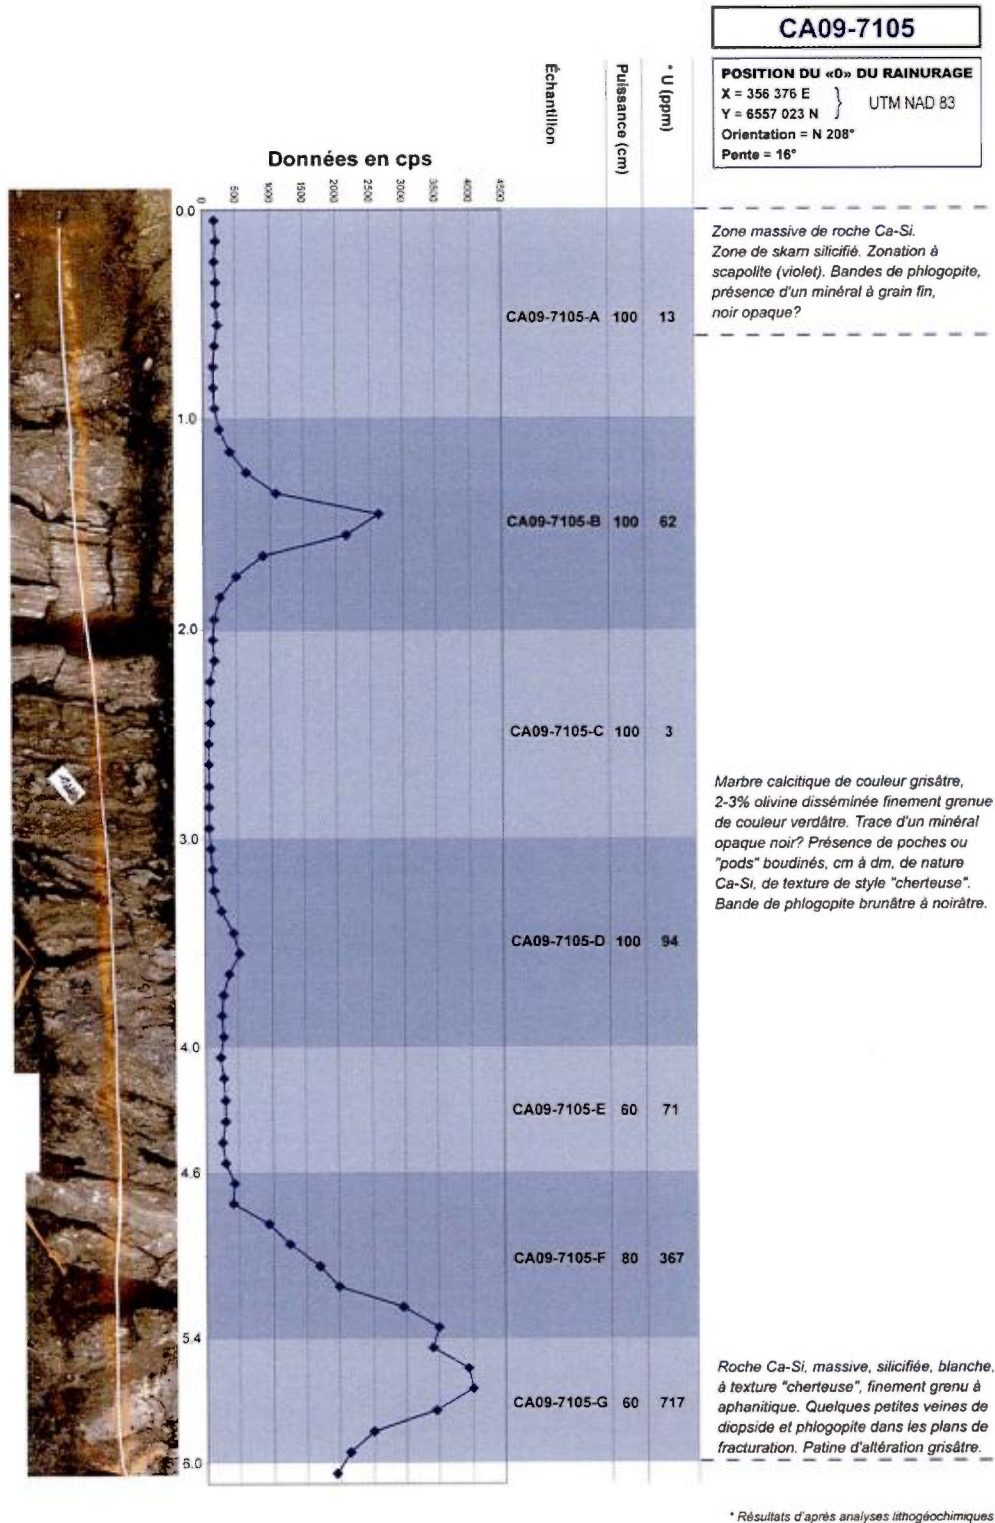 CA09-7105
POSITION DU «0» DU RAINURAGE
X = 356 376 E
Y = 6557 023 N
UTM NAD 83
Orientation = N 208°
Pente = 16°
Échantillon
Puissance (cm)
* U (ppm)
Données en cps
0 500 1000 1500 2000 2500 3000 3500 4000 4500
0.0
Zone massive de roche Ca-Si.
Zone de skarn silicifié. Zonation à
scapolite (violet). Bandes de phlogopite,
présence d'un minéral à grain fin,
noir opaque?
CA09-7105-A 100 13
1.0
CA09-7105-B 100 62
2.0
CA09-7105-C 100 3
Marbre calcitique de couleur grisâtre,
2-3% olivine disséminée finement grenue
de couleur verdâtre. Trace d'un minéral
opaque noir? Présence de poches ou
"pods" boudinés, cm à dm, de nature
Ca-Si, de texture de style "cherteuse".
Bande de phlogopite brunâtre à noirâtre.
3.0
CA09-7105-D 100 94
4.0
CA09-7105-E 60 71
4.6
CA09-7105-F 80 367
5.4
Roche Ca-Si, massive, silicifiée, blanche,
à texture "cherteuse", finement grenu à
aphanitique. Quelques petites veines de
diopside et phlogopite dans les plans de
fracturation. Patine d'altération grisâtre.
CA09-7105-G 60 717
6.0
* Résultats d'après analyses lithogéochimiques